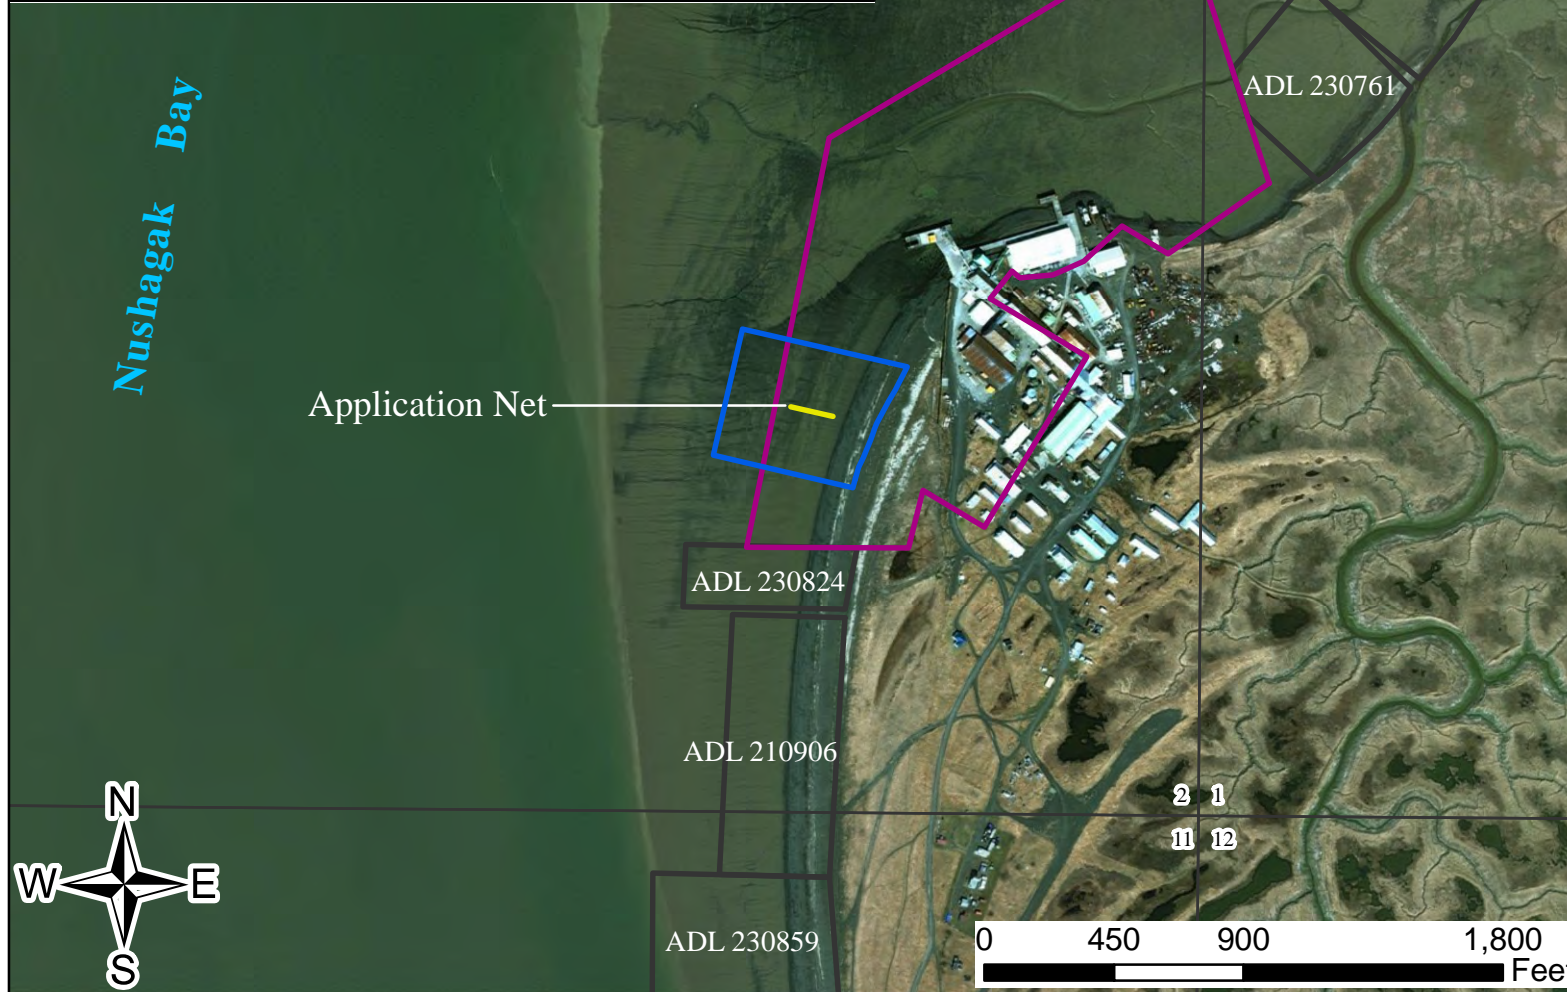 Nushagak Bay
ADL 230761
Application Net
ADL 230824
ADL 210906
2 1
11 12
N
W E
S
ADL 230859
0 450 900 1,800
Feet